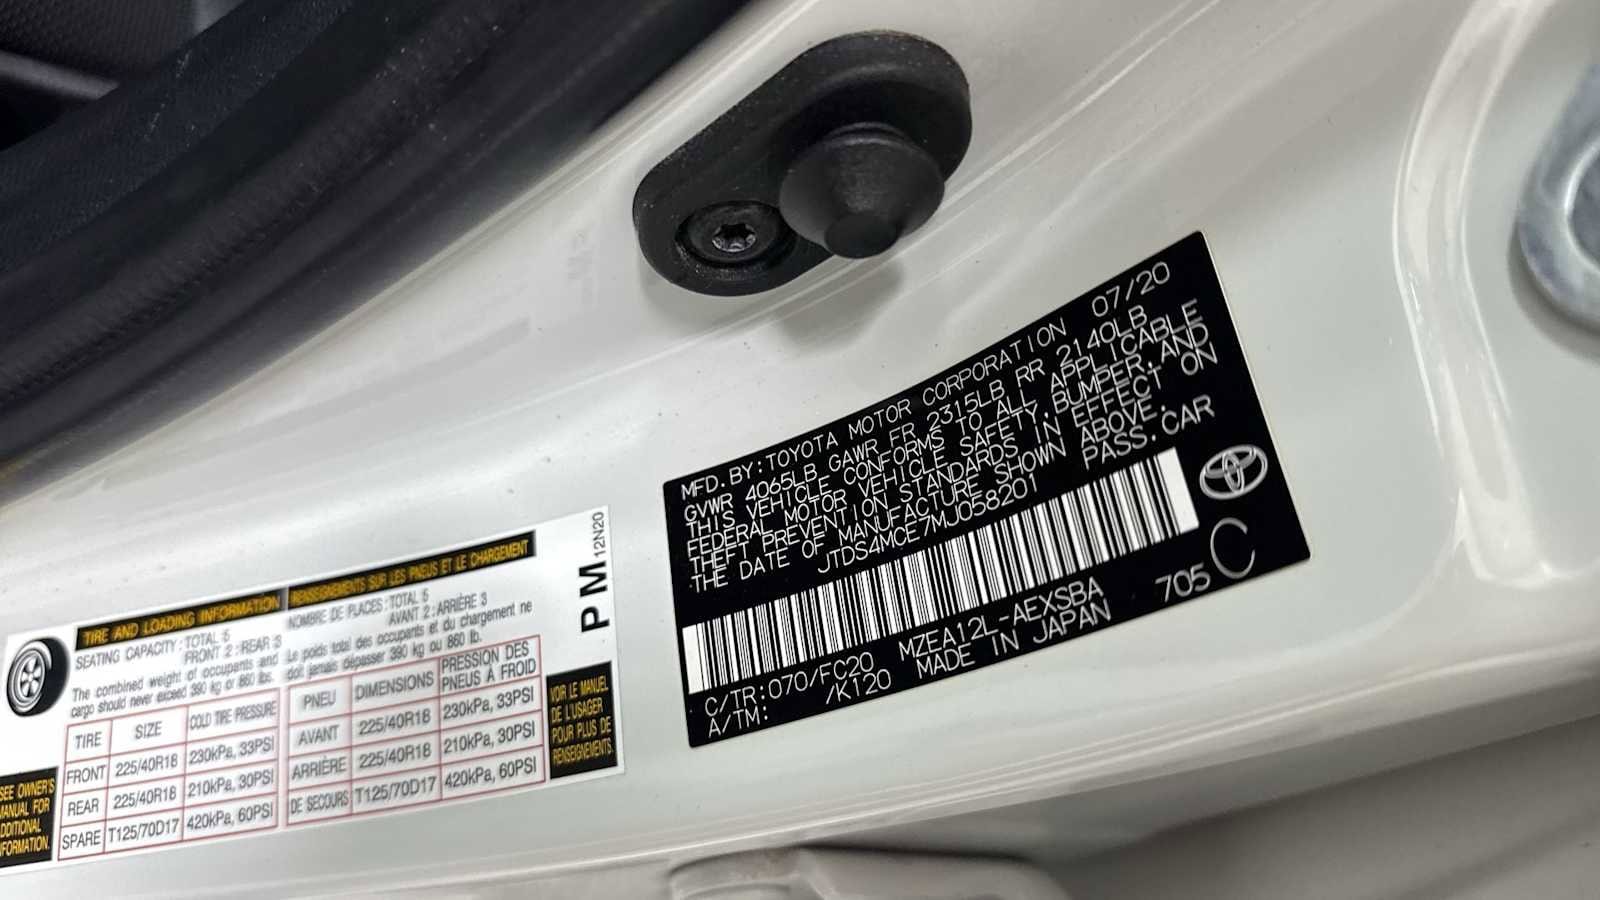 MFD. BY: TOYOTA MOTOR CORPORATION 07/20
GVWR 4065LB GAWR FR 2315LB RR 2140LB
THIS VEHICLE CONFORMS TO ALL APPLICABLE
FEDERAL MOTOR VEHICLE SAFETY, BUMPER, AND
THEFT PREVENTION STANDARDS IN EFFECT ON
THE DATE OF MANUFACTURE SHOWN ABOVE.
JTDS4MCE7MJ058201 PASS. CAR
C/TR: 070/FC20 MZEA12L-AEXSBA 705 C
A/TM: /K120 MADE IN JAPAN
TIRE AND LOADING INFORMATION
RENSEIGNEMENTS SUR LES PNEUS ET LE CHARGEMENT
PM 12N20
SEATING CAPACITY: TOTAL 5
FRONT 2: REAR 3
The combined weight of occupants and
cargo should never exceed 390 kg or 860 lbs.
NOMBRE DE PLACES: TOTAL 5
AVANT 2: ARRIÈRE 3
Le poids total des occupants et du chargement ne
doit jamais dépasser 390 kg ou 860 lb.
TIRE SIZE COLD TIRE PRESSURE
FRONT 225/40R18 230kPa, 33PSI
REAR 225/40R18 210kPa, 30PSI
SPARE T125/70D17 420kPa, 60PSI
PNEU DIMENSIONS PRESSION DES
PNEUS À FROID
AVANT 225/40R18 230kPa, 33PSI
ARRIÈRE 225/40R18 210kPa, 30PSI
DE SECOURS T125/70D17 420kPa, 60PSI
SEE OWNER'S
MANUAL FOR
ADDITIONAL
INFORMATION.
VOIR LE MANUEL
DE L'USAGER
POUR PLUS DE
RENSEIGNEMENTS.